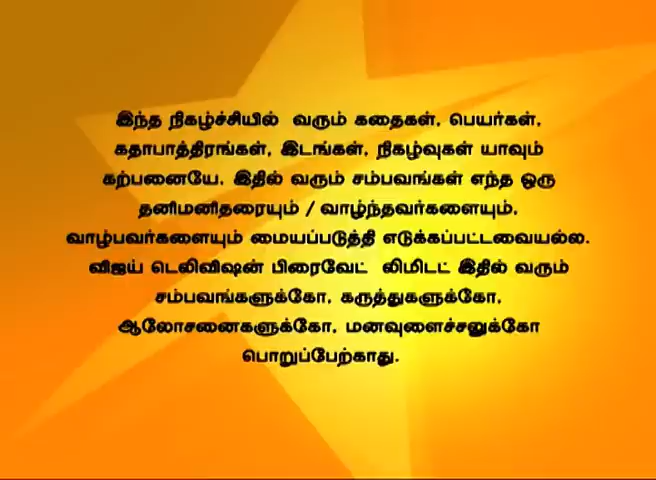 இந்த நிகழ்ச்சியில் வரும் கதைகள், பெயர்கள்,
கதாபாத்திரங்கள், இடங்கள், நிகழ்வுகள் யாவும்
கற்பனையே. இதில் வரும் சம்பவங்கள் எந்த ஒரு
தனிமனிதரையும் / வாழ்ந்தவர்களையும்,
வாழ்பவர்களையும் மையப்படுத்தி எடுக்கப்பட்டவையல்ல.
விஜய் டெலிவிஷன் பிரைவேட் லிமிடட் இதில் வரும்
சம்பவங்களுக்கோ, கருத்துகளுக்கோ,
ஆலோசனைகளுக்கோ, மனவுளைச்சலுக்கோ
பொறுப்பேற்காது.